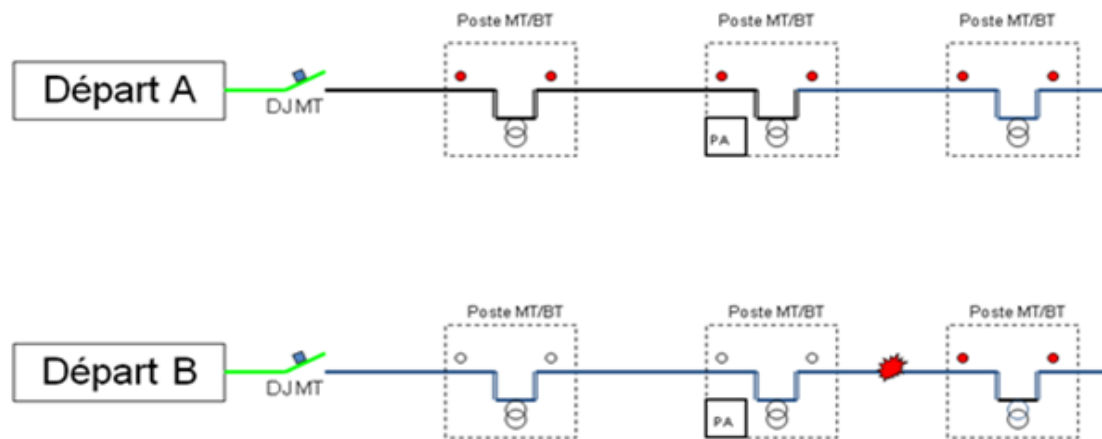 Poste MT/BT
Poste MT/BT
Poste MT/BT
Départ A
DJMT
PA
Poste MT/BT
Poste MT/BT
Poste MT/BT
Départ B
DJMT
PA